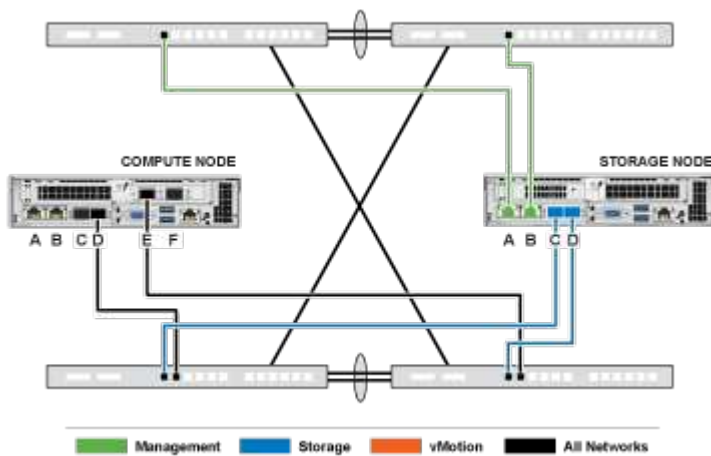 COMPUTE NODE
STORAGE NODE
A B C D E F
A B C D
Management Storage vMotion All Networks